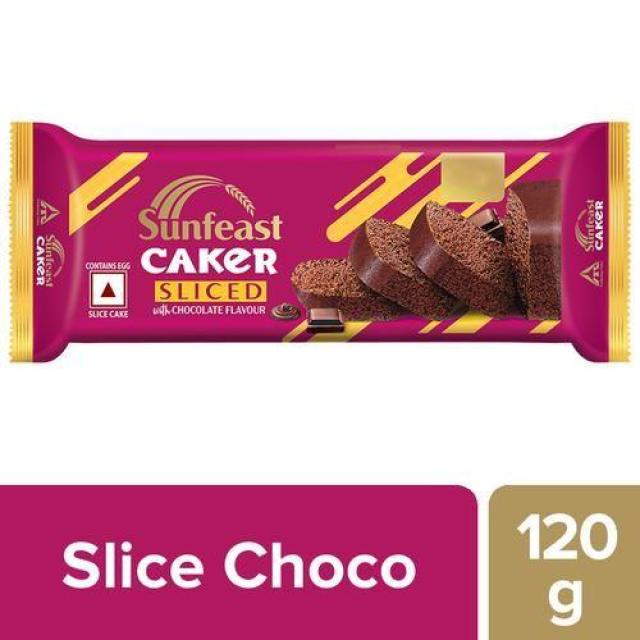 Sunfeast
CAKER
CONTAINS EGG
SLICE CAKE
Sunfeast
CAKER
SLICED
with CHOCOLATE FLAVOUR
Sunfeast
CAKER
Slice Choco
120
g